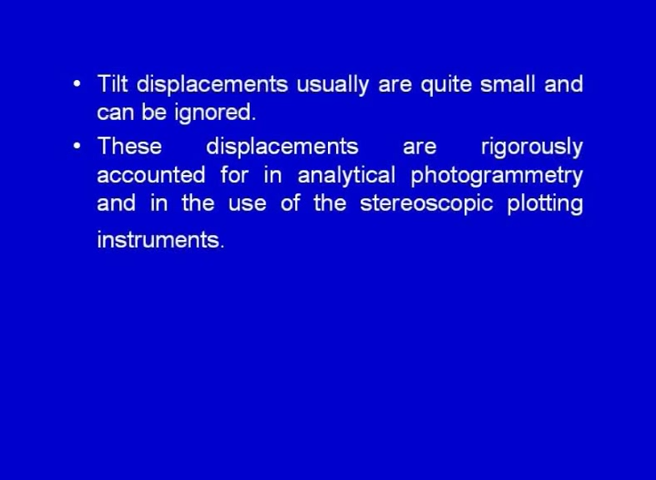 • Tilt displacements usually are quite small and
can be ignored.
• These displacements are rigorously
accounted for in analytical photogrammetry
and in the use of the stereoscopic plotting
instruments.